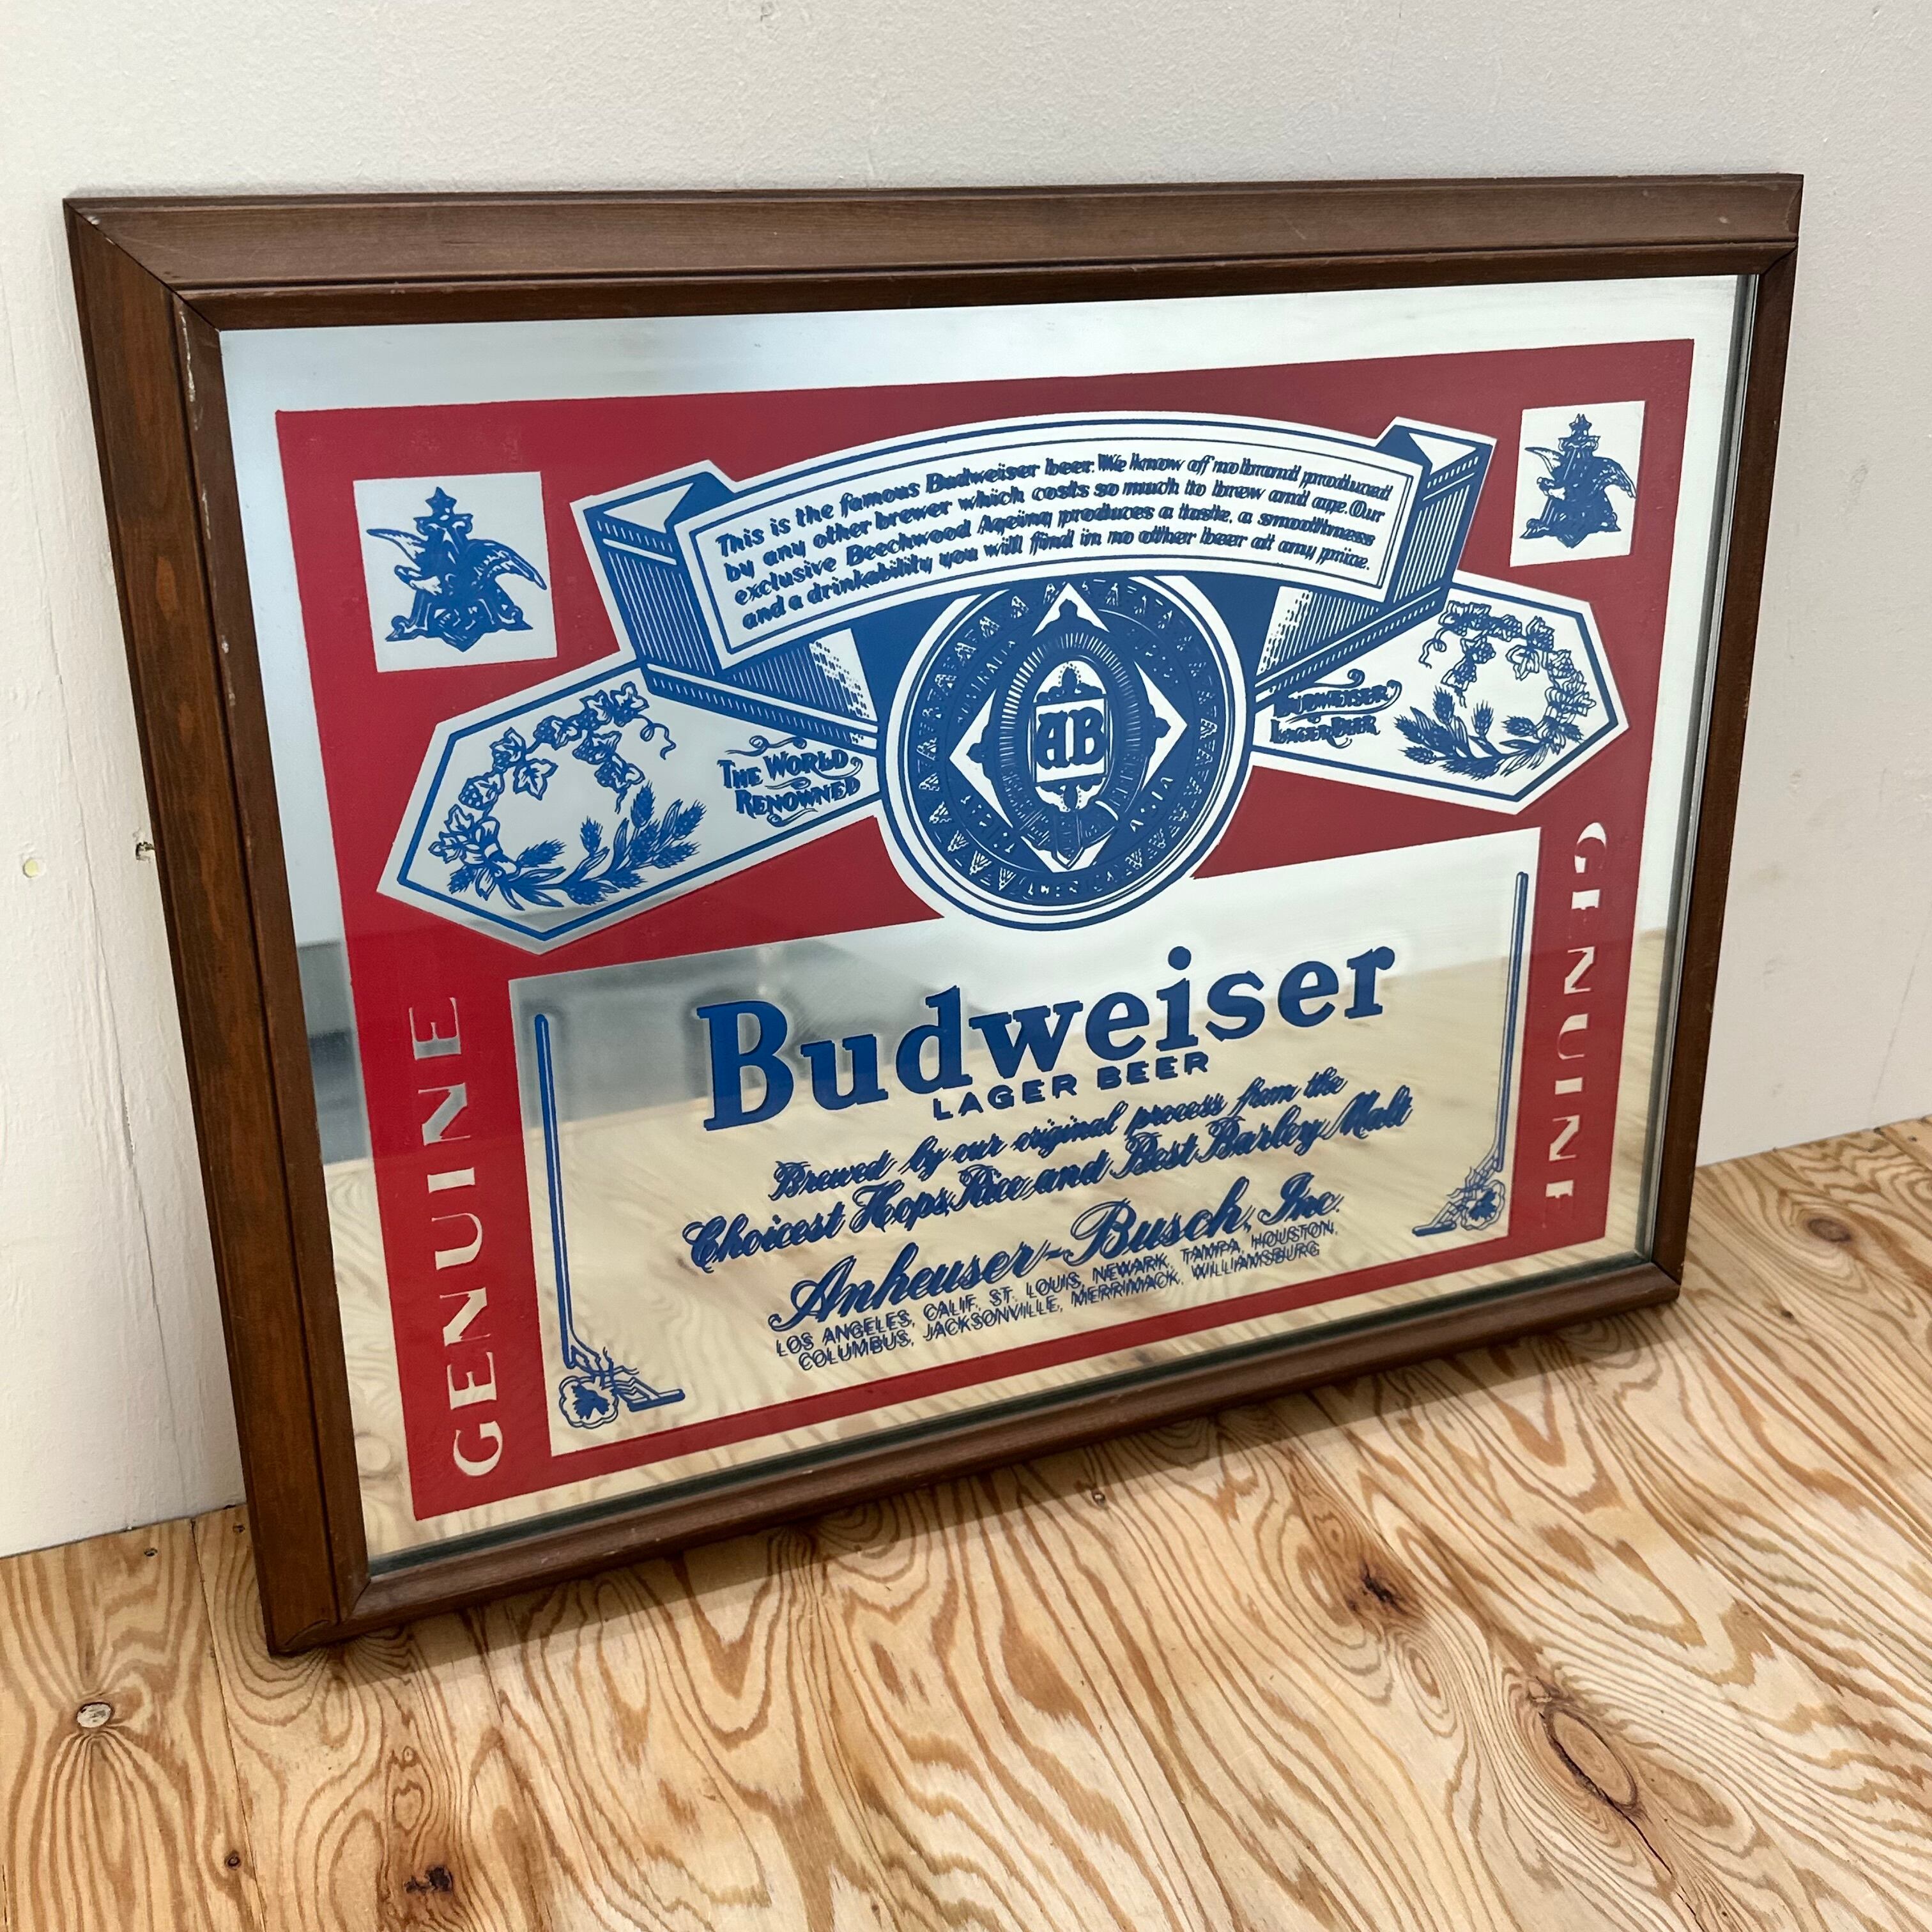 This is the famous Budweiser beer. We know of no brand produced
by any other brewer which costs so much to brew and age. Our
exclusive Beechwood Ageing produces a taste, a smoothness
and a drinkability you will find in no other beer at any price.
AB
THE WORLD
RENOWNED
BUDWEISER
LAGER BEER
GENUINE
GENUINE
Budweiser
LAGER BEER
Brewed by our original process from the
Choicest Hops, Rice and Best Barley Malt
Anheuser-Busch, Inc.
LOS ANGELES, CALIF. ST. LOUIS, NEWARK, TAMPA, HOUSTON,
COLUMBUS, JACKSONVILLE, MERRIMACK, WILLIAMSBURG